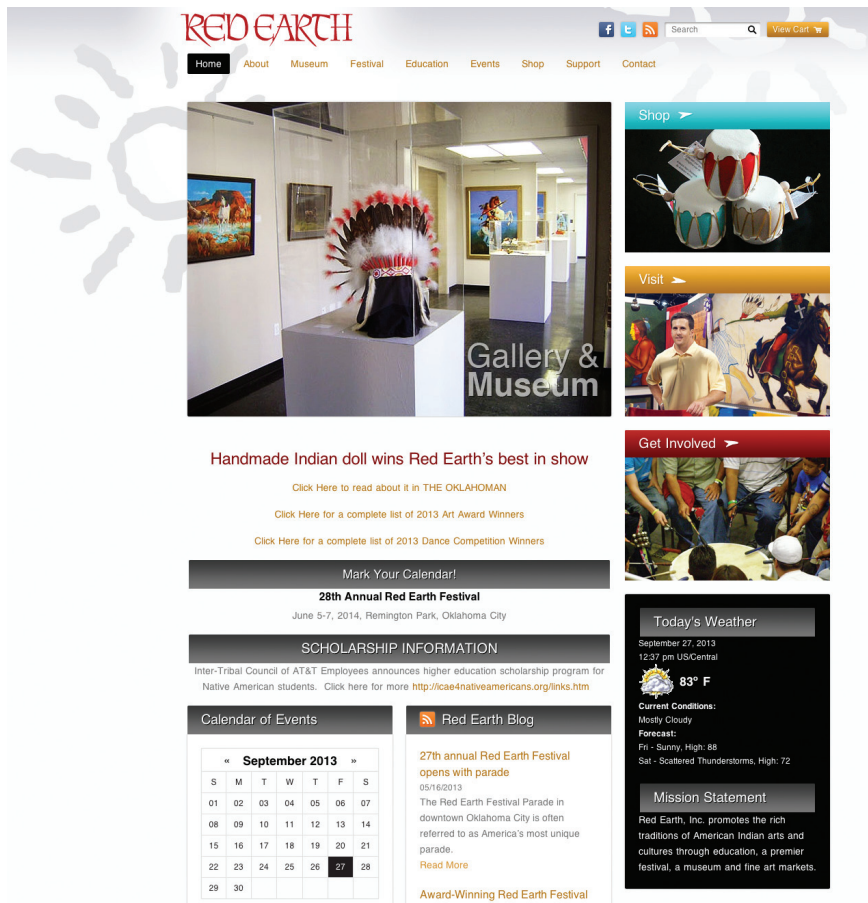 RED EARTH
Search
View Cart
Home About Museum Festival Education Events Shop Support Contact
Gallery &
Museum
Shop
Visit
Get Involved
Handmade Indian doll wins Red Earth's best in show
Click Here to read about it in THE OKLAHOMAN
Click Here for a complete list of 2013 Art Award Winners
Click Here for a complete list of 2013 Dance Competition Winners
Mark Your Calendar!
28th Annual Red Earth Festival
June 5-7, 2014, Remington Park, Oklahoma City
SCHOLARSHIP INFORMATION
Inter-Tribal Council of AT&T Employees announces higher education scholarship program for
Native American students. Click here for more http://icae4nativeamericans.org/links.htm
Calendar of Events
« September 2013 »
S M T W T F S
01 02 03 04 05 06 07
08 09 10 11 12 13 14
15 16 17 18 19 20 21
22 23 24 25 26 27 28
29 30
Red Earth Blog
27th annual Red Earth Festival
opens with parade
05/16/2013
The Red Earth Festival Parade in
downtown Oklahoma City is often
referred to as America's most unique
parade.
Read More
Award-Winning Red Earth Festival
Today's Weather
September 27, 2013
12:37 pm US/Central
83º F
Current Conditions:
Mostly Cloudy
Forecast:
Fri - Sunny, High: 88
Sat - Scattered Thunderstorms, High: 72
Mission Statement
Red Earth, Inc. promotes the rich
traditions of American Indian arts and
cultures through education, a premier
festival, a museum and fine art markets.